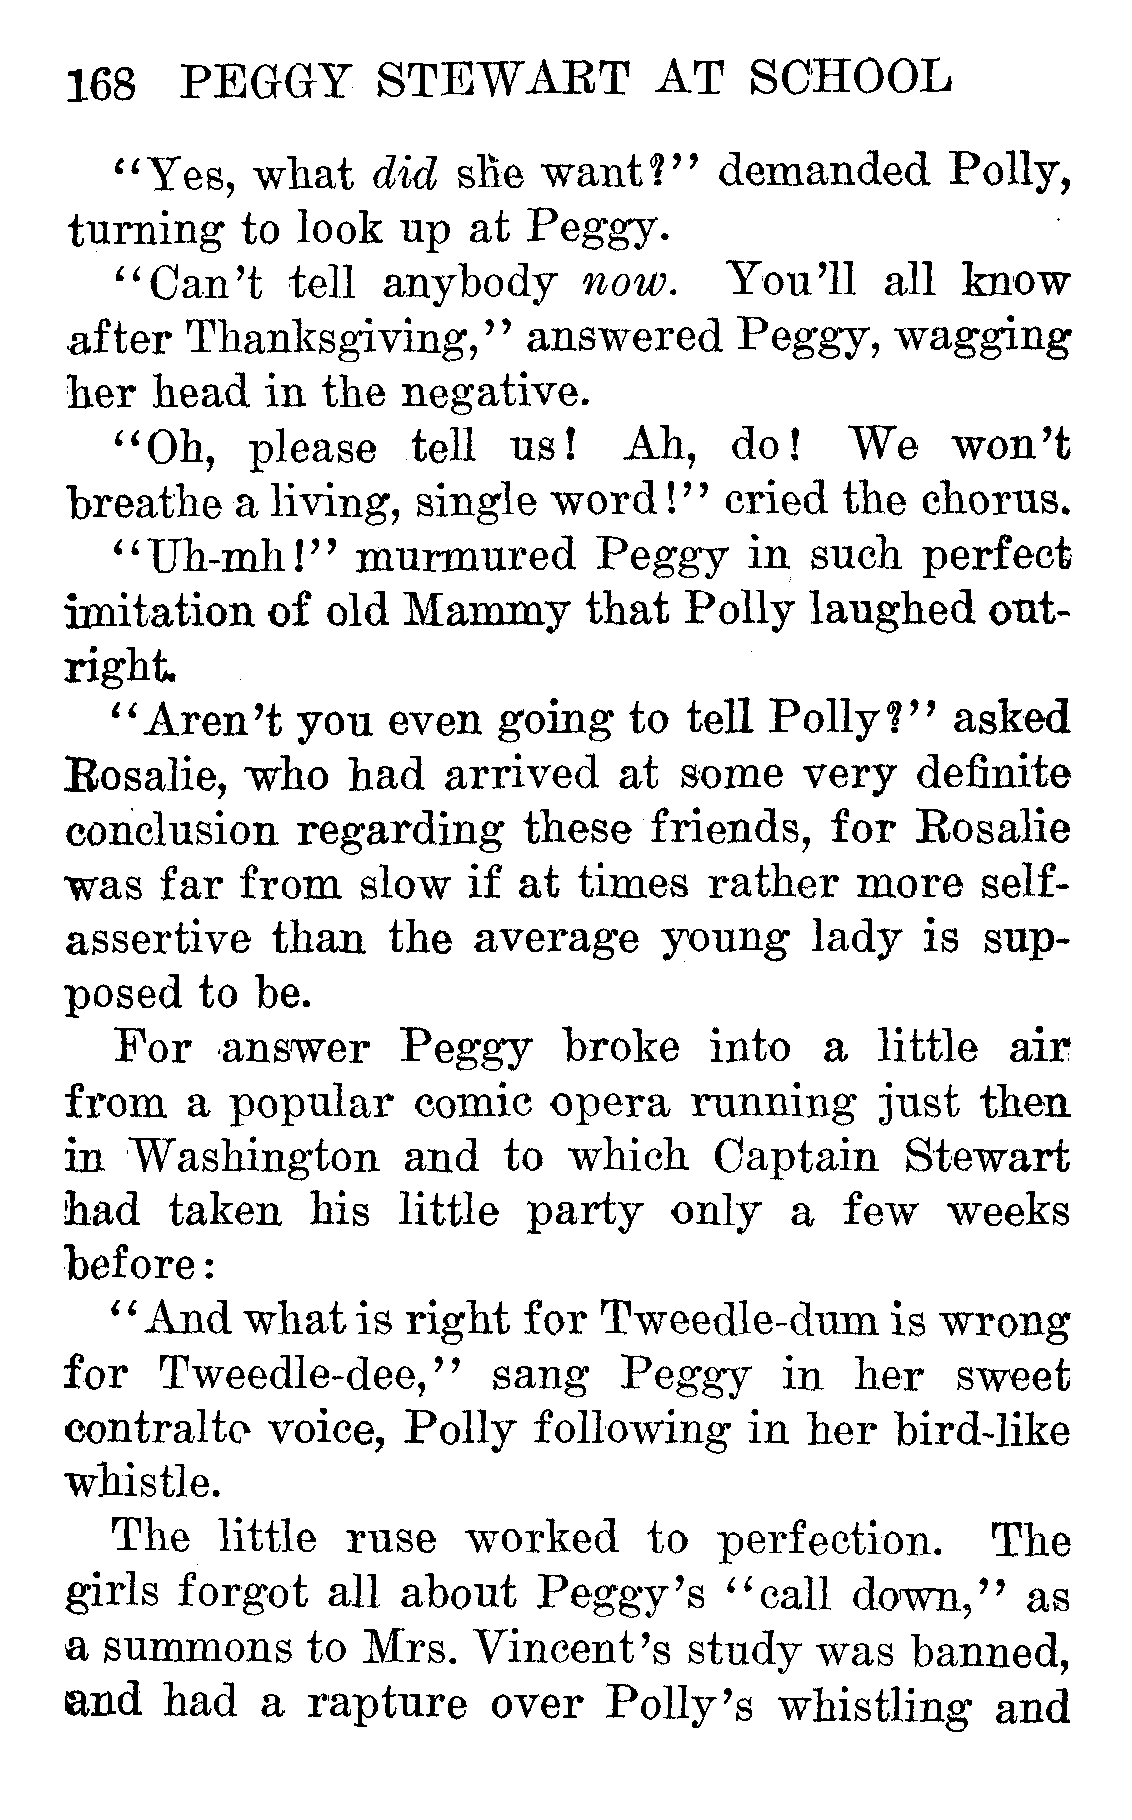 168 PEGGY STEWART AT SCHOOL
"Yes, what did she want?" demanded Polly,
turning to look up at Peggy.
"Can't tell anybody now. You'll all know
after Thanksgiving," answered Peggy, wagging
her head in the negative.
"Oh, please tell us! Ah, do! We won't
breathe a living, single word!" cried the chorus.
"Uh-mh!" murmured Peggy in such perfect
imitation of old Mammy that Polly laughed out-
right.
"Aren't you even going to tell Polly?" asked
Rosalie, who had arrived at some very definite
conclusion regarding these friends, for Rosalie
was far from slow if at times rather more self-
assertive than the average young lady is sup-
posed to be.
For answer Peggy broke into a little air
from a popular comic opera running just then
in Washington and to which Captain Stewart
had taken his little party only a few weeks
before:
"And what is right for Tweedle-dum is wrong
for Tweedle-dee," sang Peggy in her sweet
contralto voice, Polly following in her bird-like
whistle.
The little ruse worked to perfection. The
girls forgot all about Peggy's "call down," as
a summons to Mrs. Vincent's study was banned,
and had a rapture over Polly's whistling and